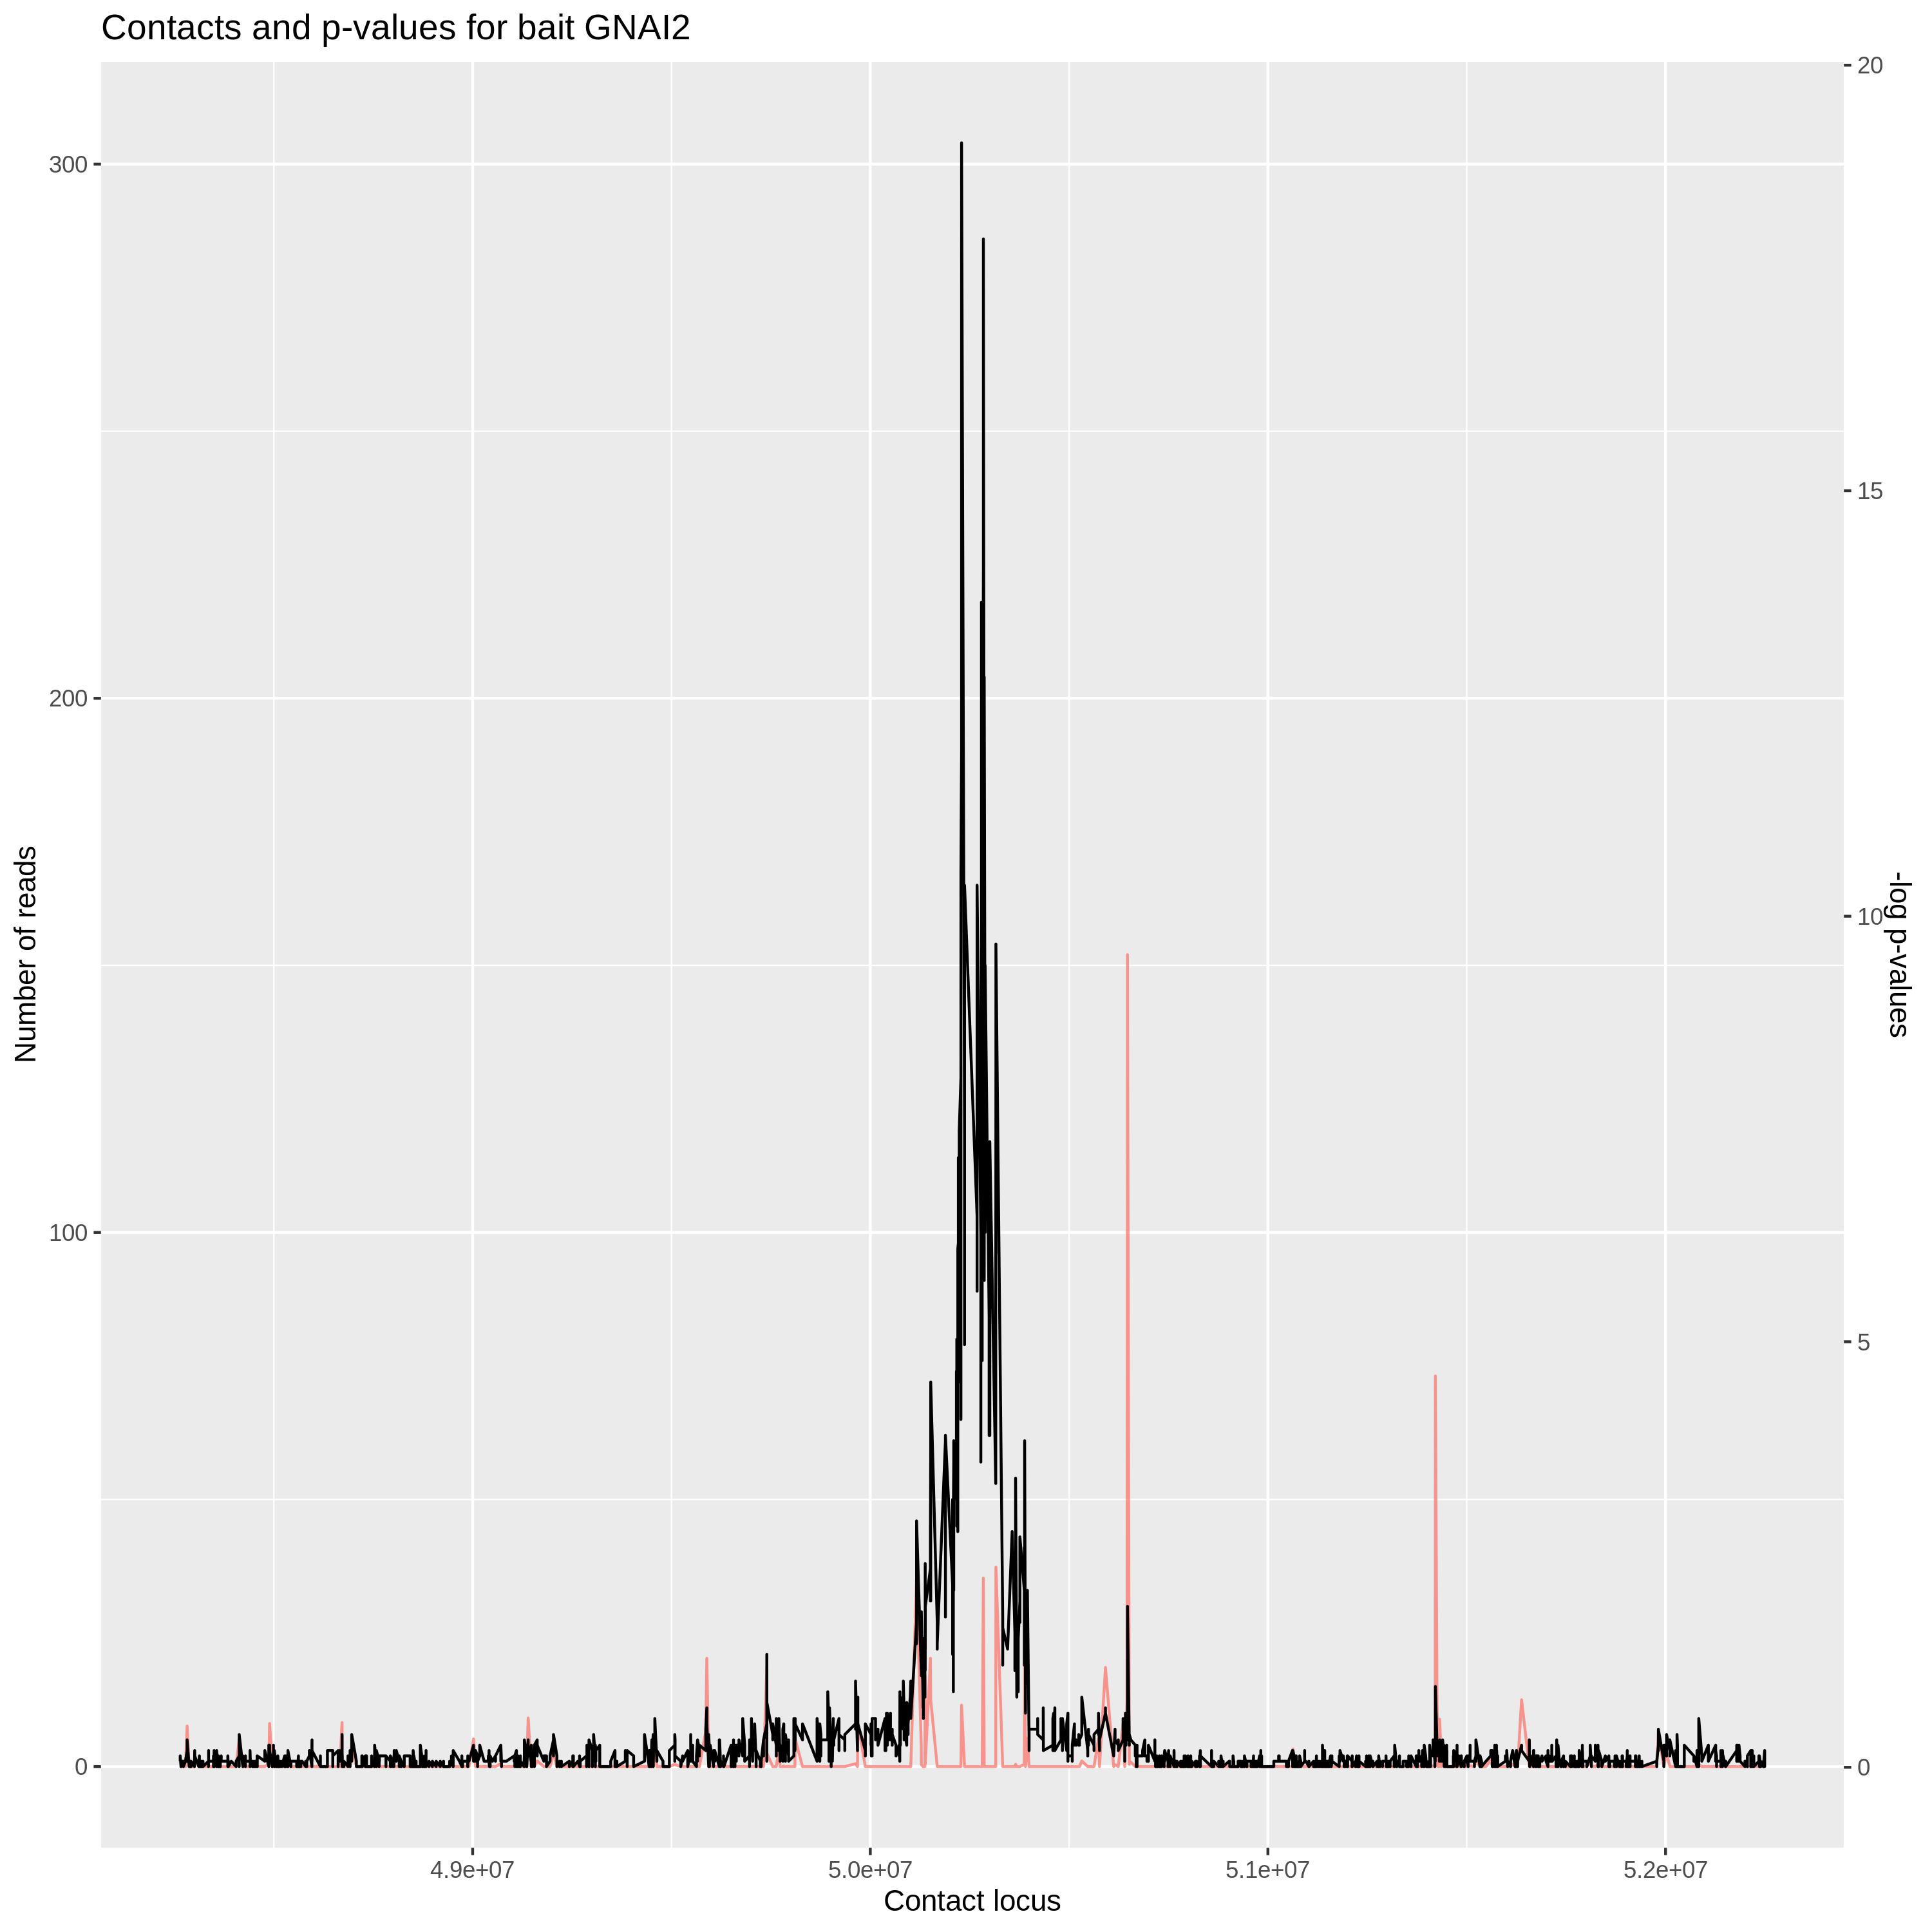 Contacts and p-values for bait GNAI2
20
300
15
200
Number of reads
10
-log p-values
100
5
0
0
4.9e+07
5.0e+07
5.1e+07
5.2e+07
Contact locus